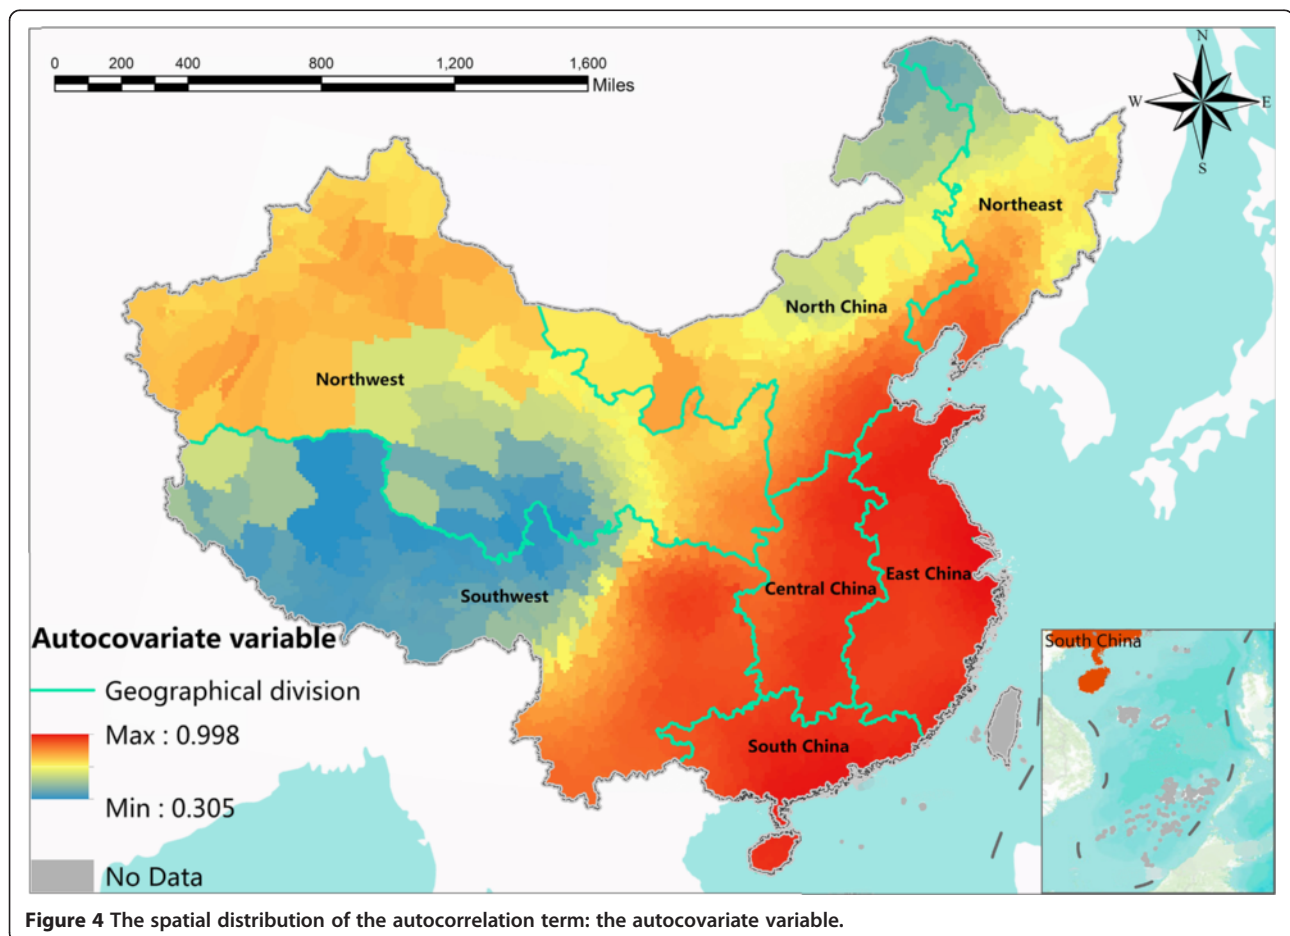 0 200 400 800 1,200 1,600
Miles
N
W E
S
Northeast
North China
Northwest
Central China
East China
Southwest
South China
Autocovariate variable
Geographical division
Max : 0.998
Min : 0.305
No Data
South China
Figure 4 The spatial distribution of the autocorrelation term: the autocovariate variable.